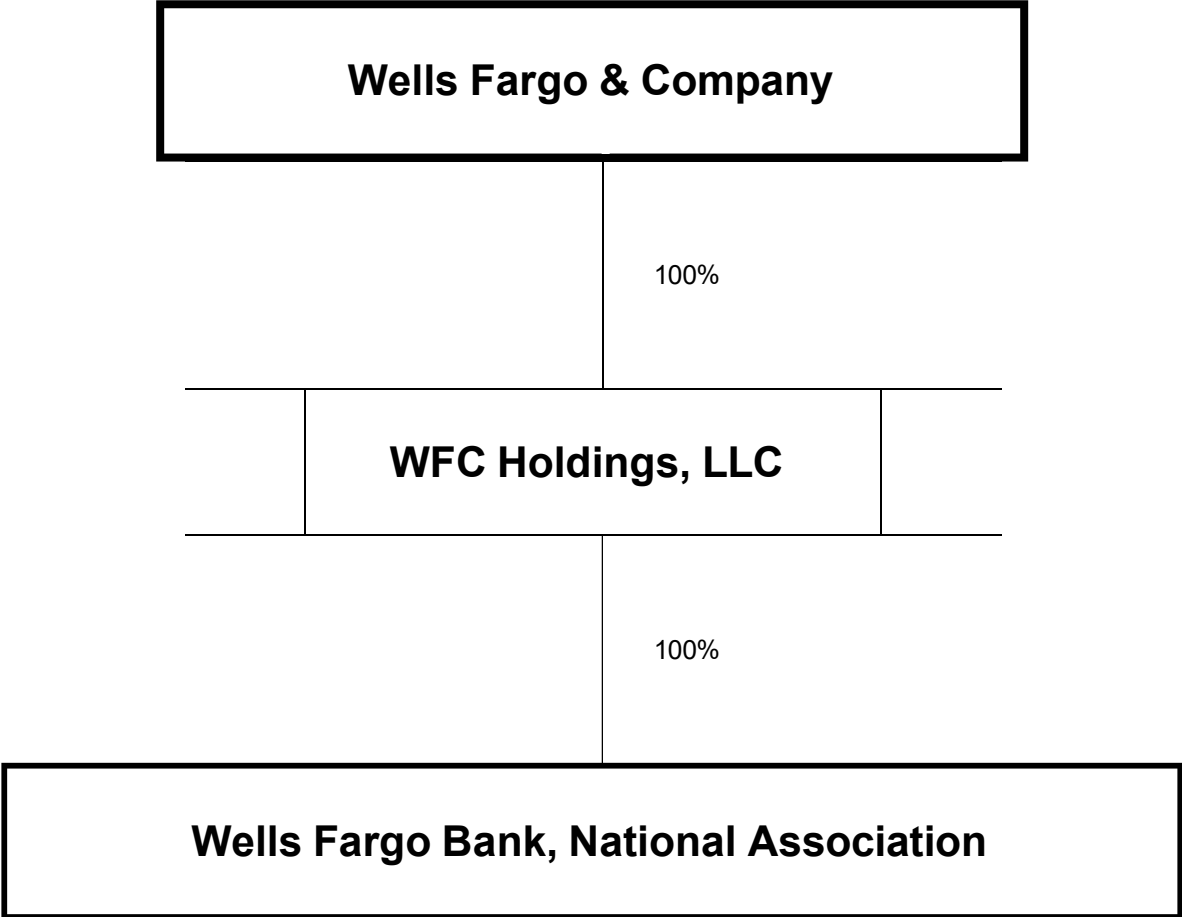 Wells Fargo & Company
100%
WFC Holdings, LLC
100%
Wells Fargo Bank, National Association